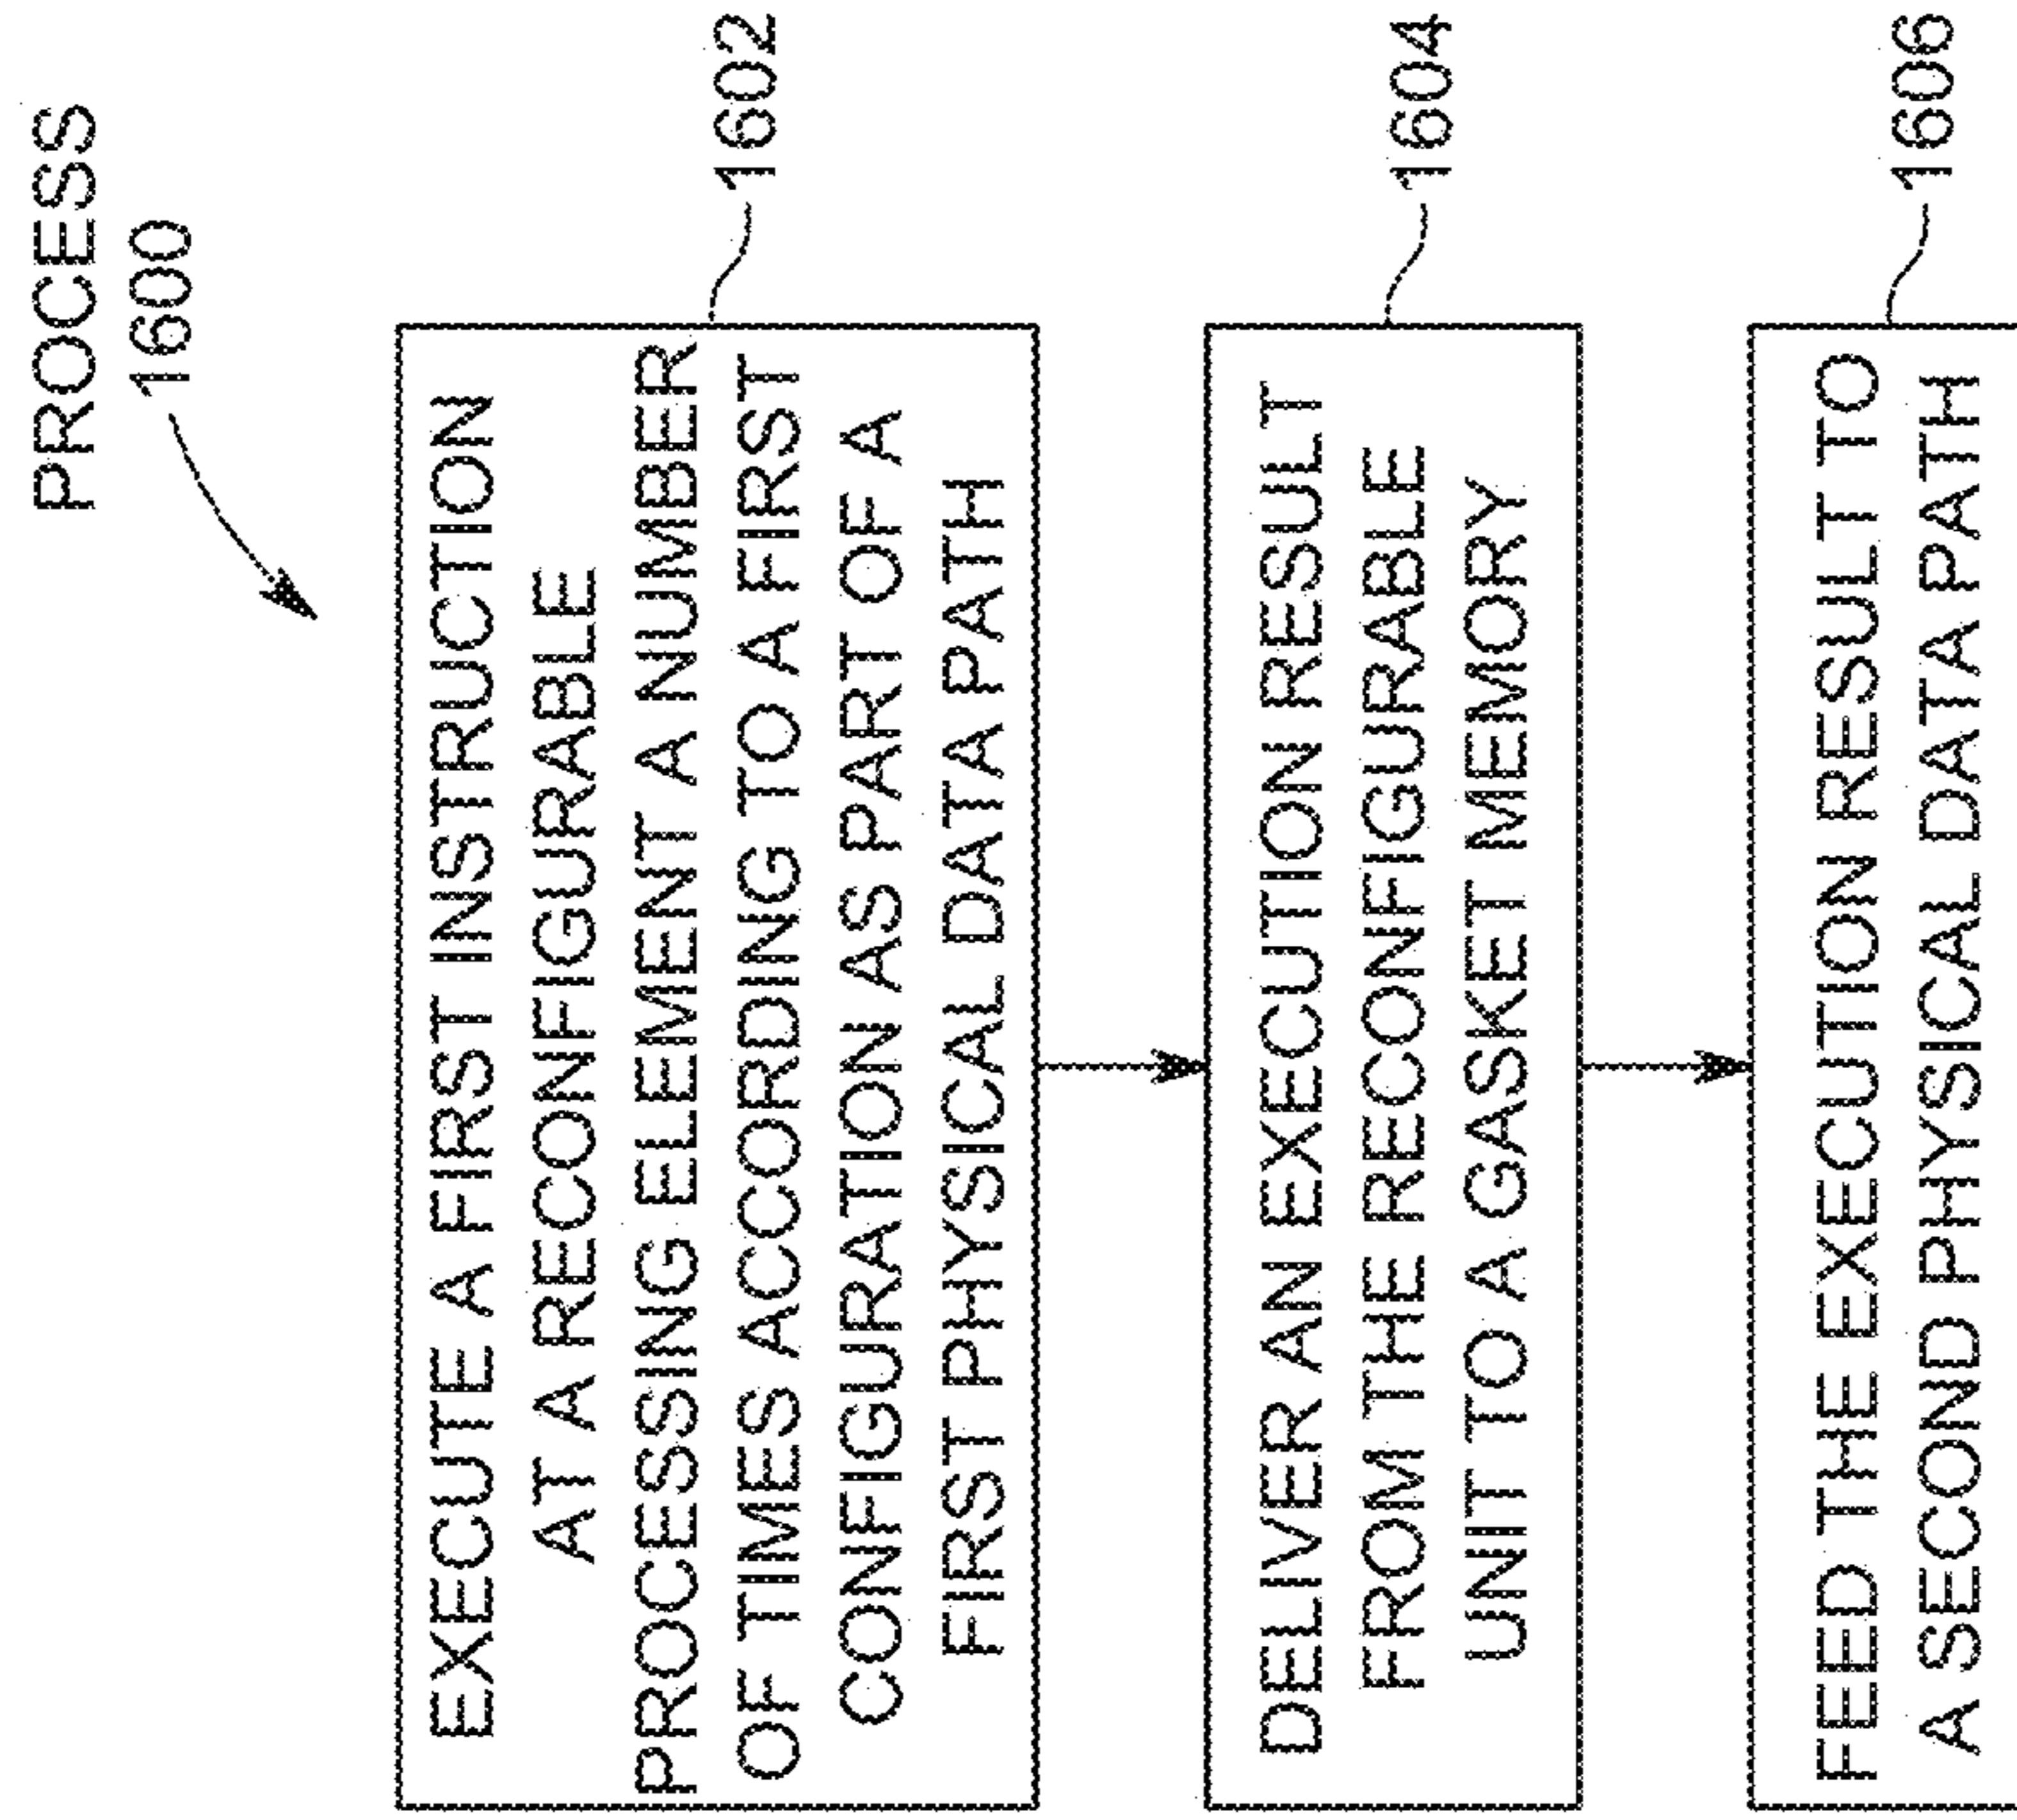 PROCESS
1600
EXECUTE A FIRST INSTRUCTION
AT A RECONFIGURABLE
PROCESSING ELEMENT A NUMBER
OF TIMES ACCORDING TO A FIRST
CONFIGURATION AS PART OF A
FIRST PHYSICAL DATA PATH
1602
DELIVER AN EXECUTION RESULT
FROM THE RECONFIGURABLE
UNIT TO A GASKET MEMORY
1604
FEED THE EXECUTION RESULT TO
A SECOND PHYSICAL DATA PATH
1606